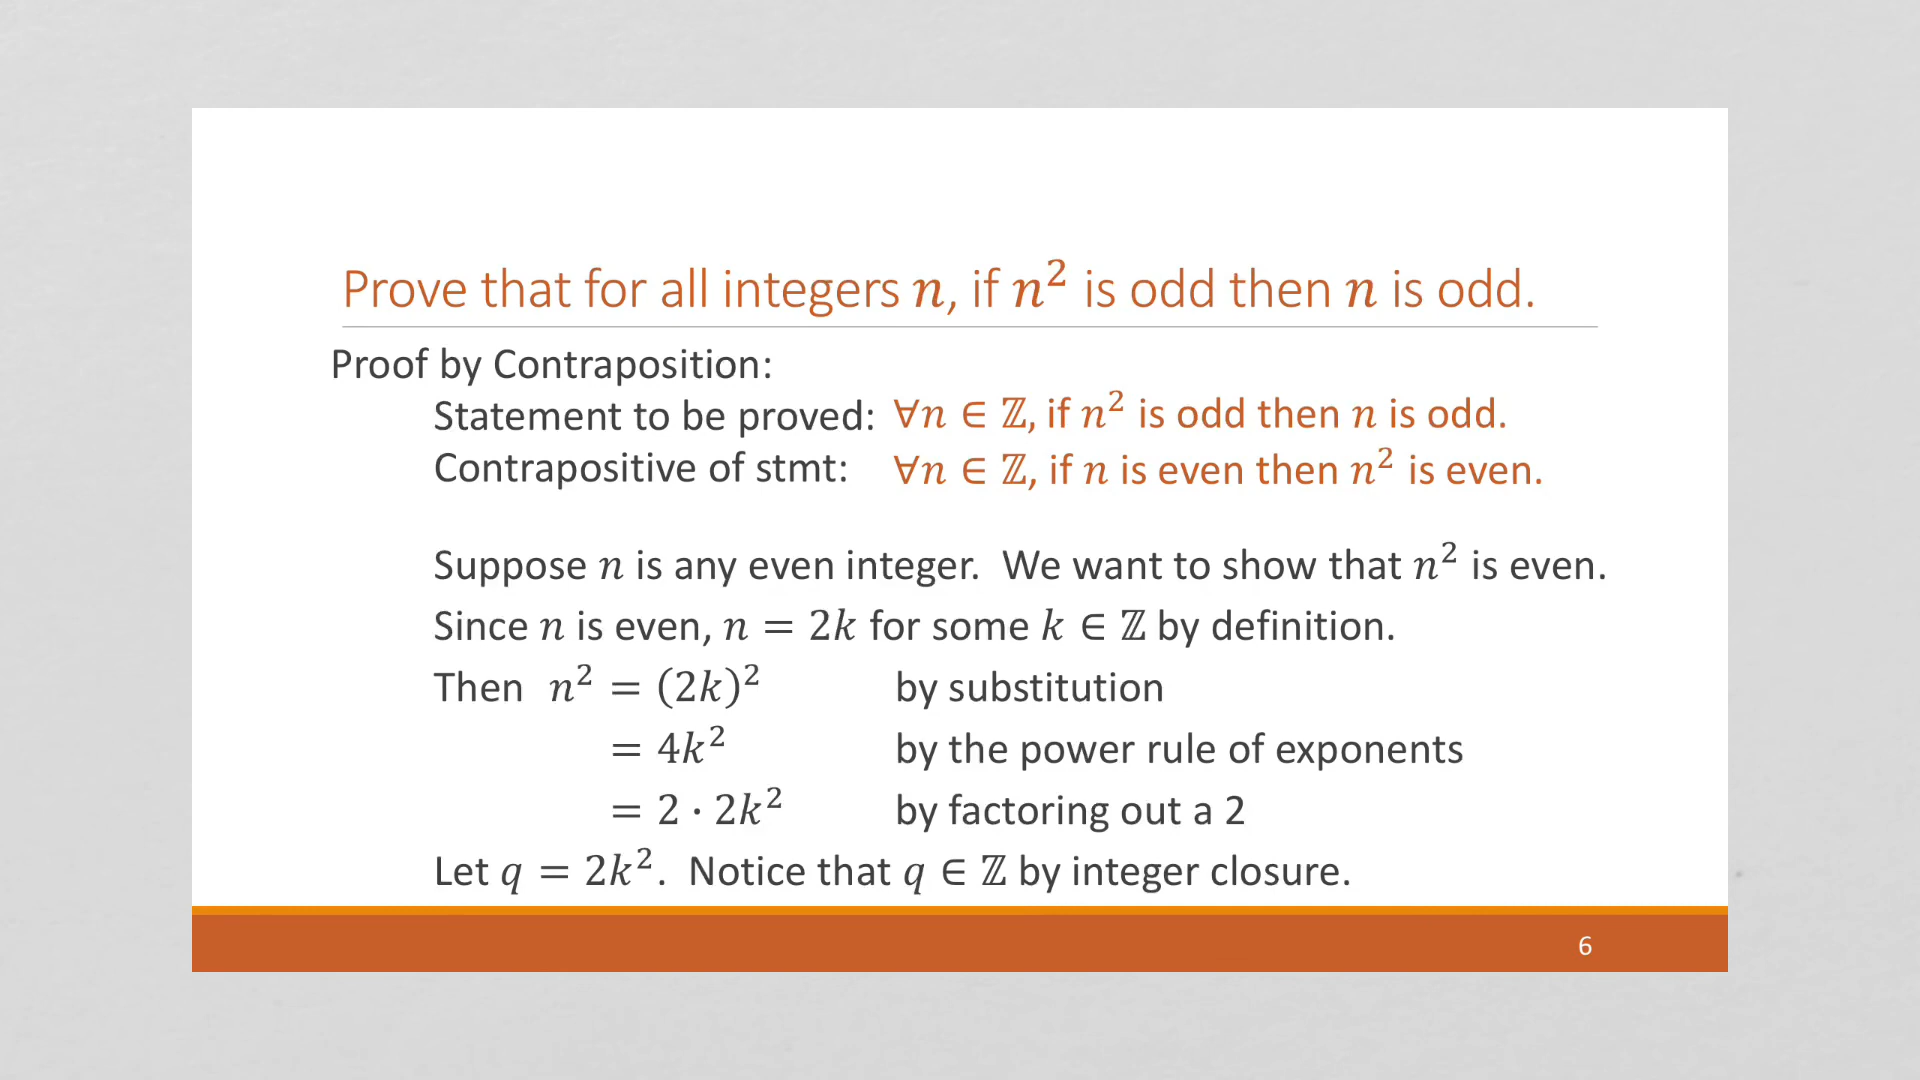 Prove that for all integers 𝑛, if 𝑛² is odd then 𝑛 is odd.
Proof by Contraposition:
Statement to be proved: ∀𝑛 ∈ ℤ, if 𝑛² is odd then 𝑛 is odd.
Contrapositive of stmt: ∀𝑛 ∈ ℤ, if 𝑛 is even then 𝑛² is even.
Suppose 𝑛 is any even integer. We want to show that 𝑛² is even.
Since 𝑛 is even, 𝑛 = 2𝑘 for some 𝑘 ∈ ℤ by definition.
Then 𝑛² = (2𝑘)² by substitution
= 4𝑘² by the power rule of exponents
= 2 · 2𝑘² by factoring out a 2
Let 𝑞 = 2𝑘². Notice that 𝑞 ∈ ℤ by integer closure.
6